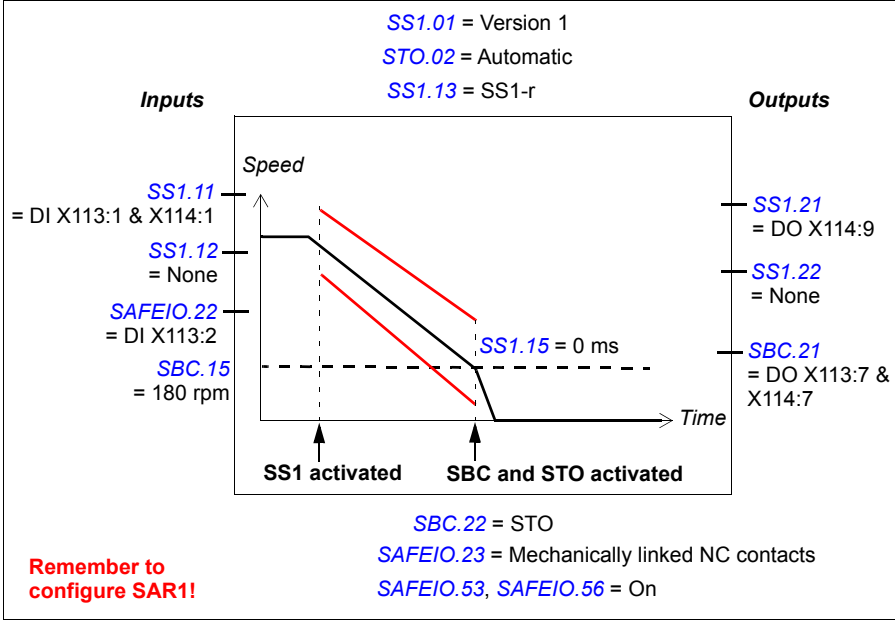 SS1.01 = Version 1
STO.02 = Automatic
SS1.13 = SS1-r
Inputs
Outputs
Speed
SS1.11
= DI X113:1 & X114:1
SS1.12
= None
SAFEIO.22
= DI X113:2
SBC.15
= 180 rpm
SS1.15 = 0 ms
SS1.21
= DO X114:9
SS1.22
= None
SBC.21
= DO X113:7 &
X114:7
Time
SS1 activated
SBC and STO activated
SBC.22 = STO
SAFEIO.23 = Mechanically linked NC contacts
SAFEIO.53, SAFEIO.56 = On
Remember to
configure SAR1!